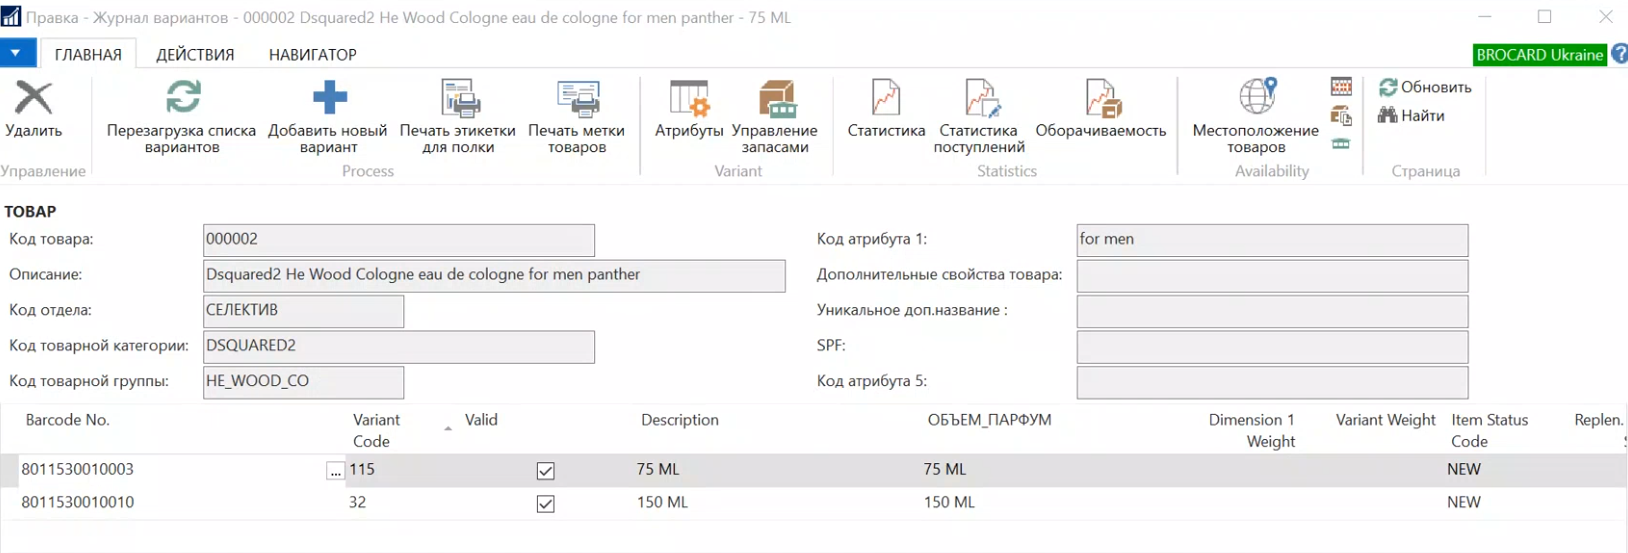 Правка - Журнал вариантов - 000002 Dsquared2 He Wood Cologne eau de cologne for men panther - 75 ML
ГЛАВНАЯ ДЕЙСТВИЯ НАВИГАТОР BROCARD Ukraine ?
Удалить
Перезагрузка списка вариантов
Добавить новый вариант
Печать этикетки для полки
Печать метки товаров
Атрибуты
Управление запасами
Статистика
Статистика поступлений
Оборачиваемость
Местоположение товаров
Обновить
Найти
Управление Process Variant Statistics Availability Страница
ТОВАР
Код товара: 000002
Описание: Dsquared2 He Wood Cologne eau de cologne for men panther
Код отдела: СЕЛЕКТИВ
Код товарной категории: DSQUARED2
Код товарной группы: HE_WOOD_CO
Код атрибута 1: for men
Дополнительные свойства товара:
Уникальное доп.название :
SPF:
Код атрибута 5:
Barcode No. Variant Code Valid Description ОБЪЕМ_ПАРФУМ Dimension 1 Weight Variant Weight Item Status Code Replen.
8011530010003 ... 115 75 ML 75 ML NEW
8011530010010 32 150 ML 150 ML NEW